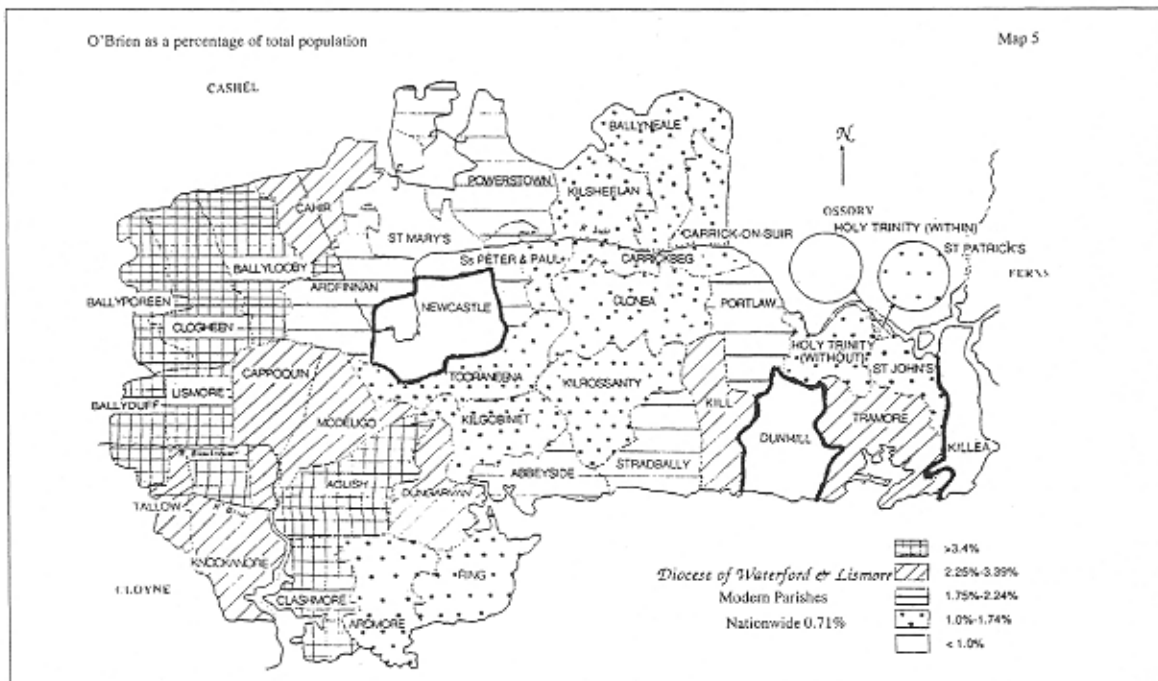 O'Brien as a percentage of total population
Map 5
CASHEL
N
BALLYNEALE
POWERSTOWN
KILSHEELAN
CAHIR
OSSORY
HOLY TRINITY (WITHIN)
ST MARY'S
R Suir
CARRICK-ON-SUIR
ST PATRICK'S
BALLYLOOBY
Ss PETER & PAUL
CARRICKBEG
FERNS
ARDFINNAN
BALLYPOREEN
NEWCASTLE
CLONEA
PORTLAW
CLOGHEEN
HOLY TRINITY
(WITHOUT)
CAPPOQUIN
TOORANENA
ST JOHN'S
LISMORE
KILROSSANTY
BALLYDUFF
KILL
TRAMORE
MODELIGO
KILGOBINET
DUNHILL
KILLEA
R. Blackwater
ABBEYSIDE
STRADBALLY
AGLISH
DUNGARVAN
TALLOW
R Bride
KNOCKANORE
RING
CLOYNE
CLASHMORE
ARDMORE
>3.4%
Diocese of Waterford & Lismore
2.25%-3.39%
Modern Parishes
1.75%-2.24%
Nationwide 0.71%
1.0%-1.74%
< 1.0%